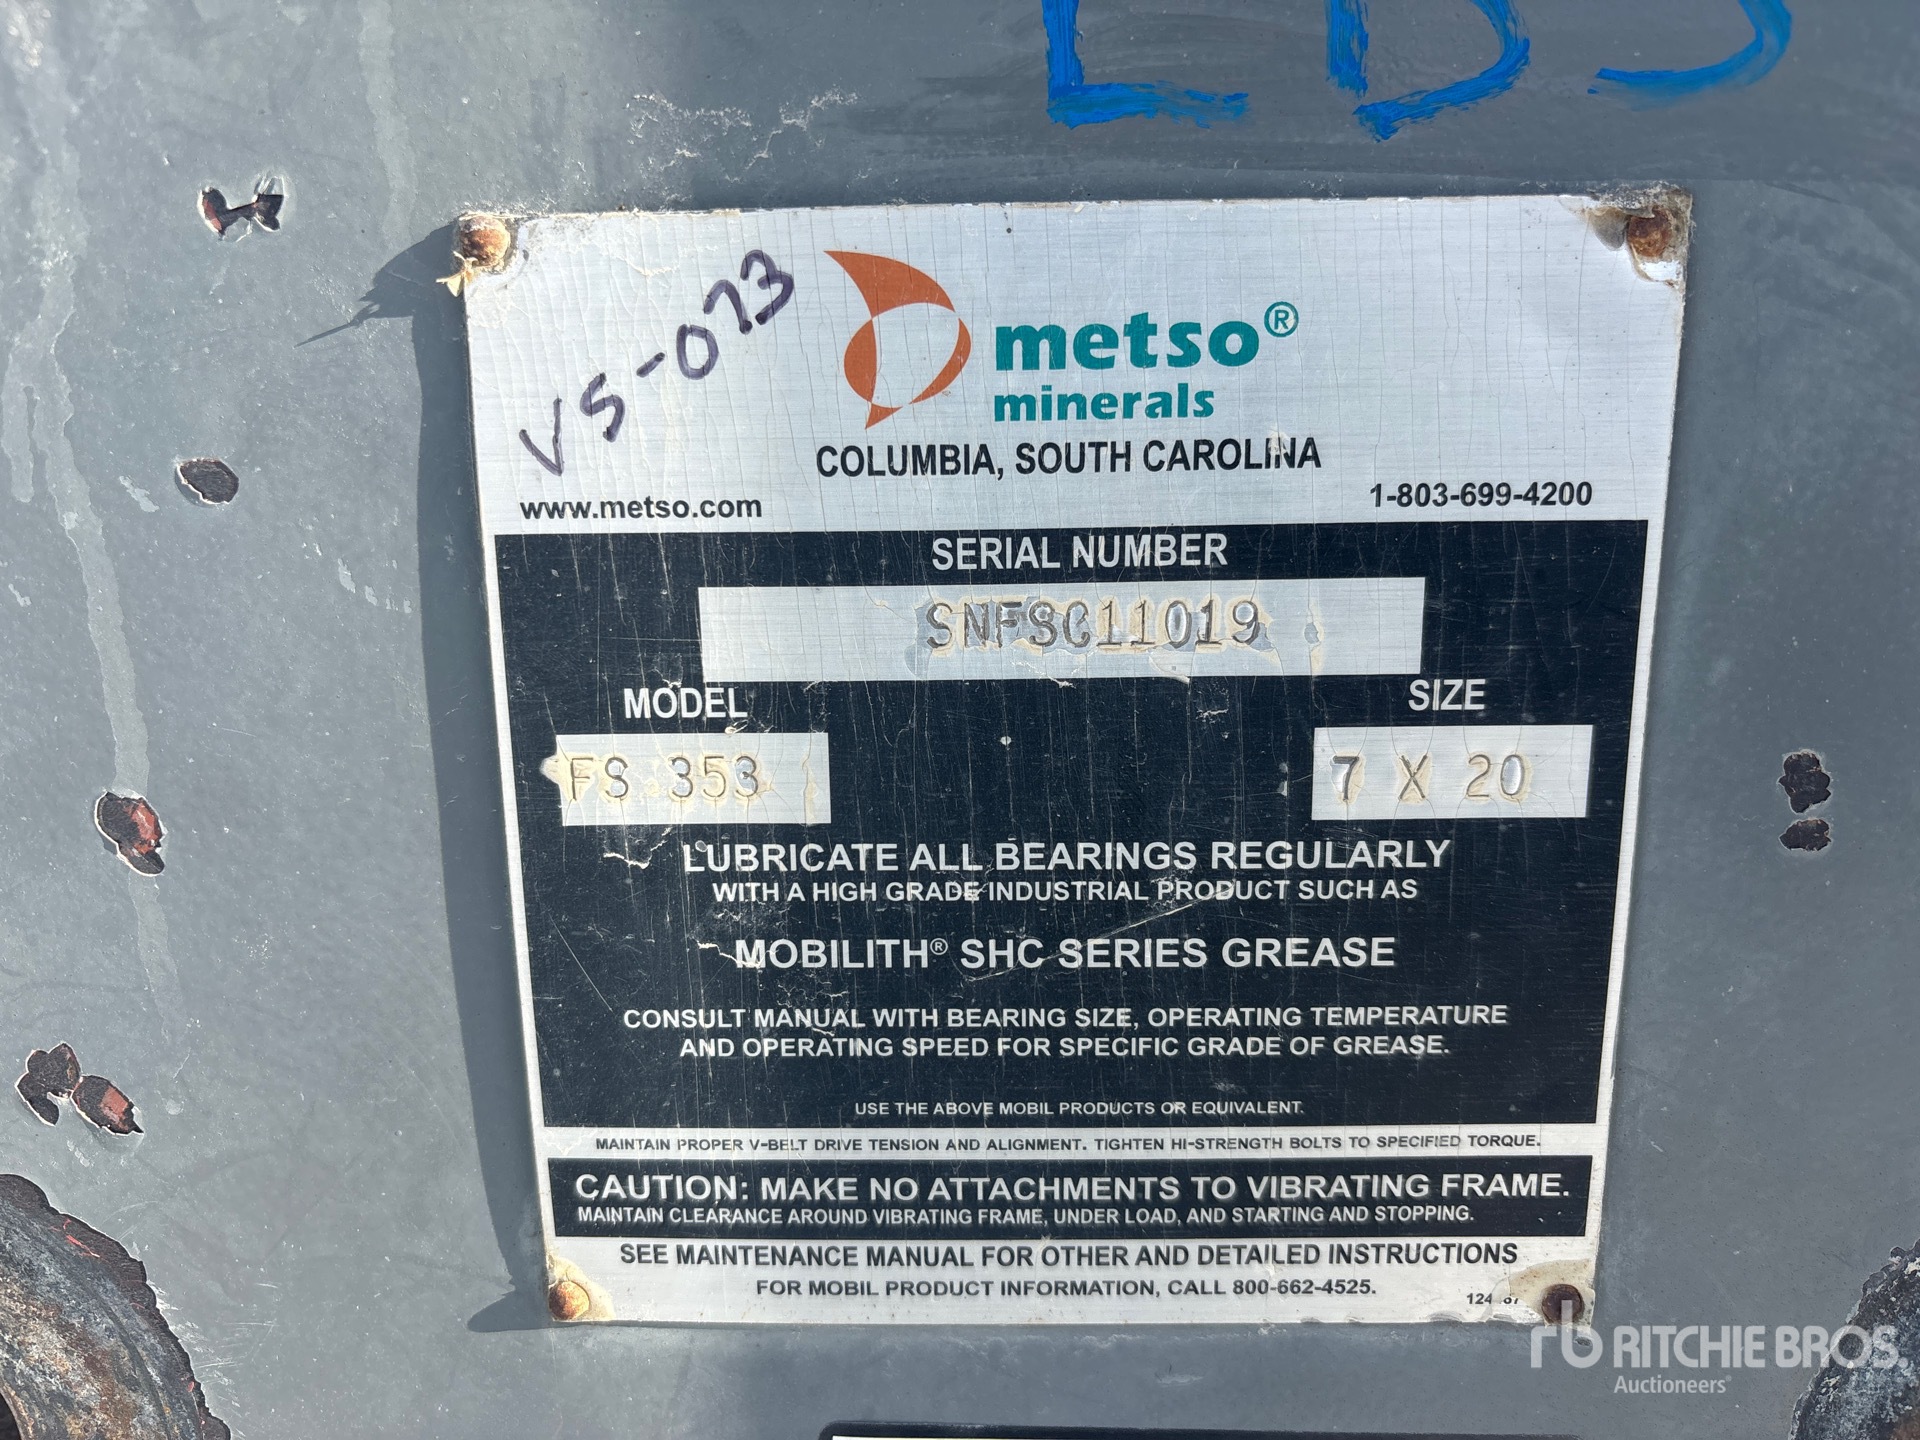 VS-073
metso®
minerals
COLUMBIA, SOUTH CAROLINA
www.metso.com
1-803-699-4200
SERIAL NUMBER
SNFSC11019
MODEL
SIZE
FS 353
7 X 20
LUBRICATE ALL BEARINGS REGULARLY
WITH A HIGH GRADE INDUSTRIAL PRODUCT SUCH AS
MOBILITH® SHC SERIES GREASE
CONSULT MANUAL WITH BEARING SIZE, OPERATING TEMPERATURE
AND OPERATING SPEED FOR SPECIFIC GRADE OF GREASE.
USE THE ABOVE MOBIL PRODUCTS OR EQUIVALENT.
MAINTAIN PROPER V-BELT DRIVE TENSION AND ALIGNMENT. TIGHTEN HI-STRENGTH BOLTS TO SPECIFIED TORQUE.
CAUTION: MAKE NO ATTACHMENTS TO VIBRATING FRAME.
MAINTAIN CLEARANCE AROUND VIBRATING FRAME, UNDER LOAD, AND STARTING AND STOPPING.
SEE MAINTENANCE MANUAL FOR OTHER AND DETAILED INSTRUCTIONS
FOR MOBIL PRODUCT INFORMATION, CALL 800-662-4525.
rb RITCHIE BROS.
Auctioneers